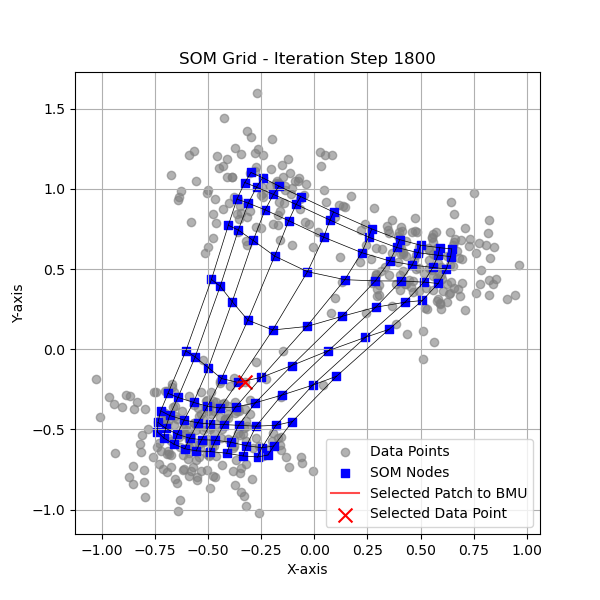 SOM Grid - Iteration Step 1800
1.5
1.0
0.5
0.0
−0.5
−1.0
Y-axis
−1.00 −0.75 −0.50 −0.25 0.00 0.25 0.50 0.75 1.00
X-axis
Data Points
SOM Nodes
Selected Patch to BMU
Selected Data Point